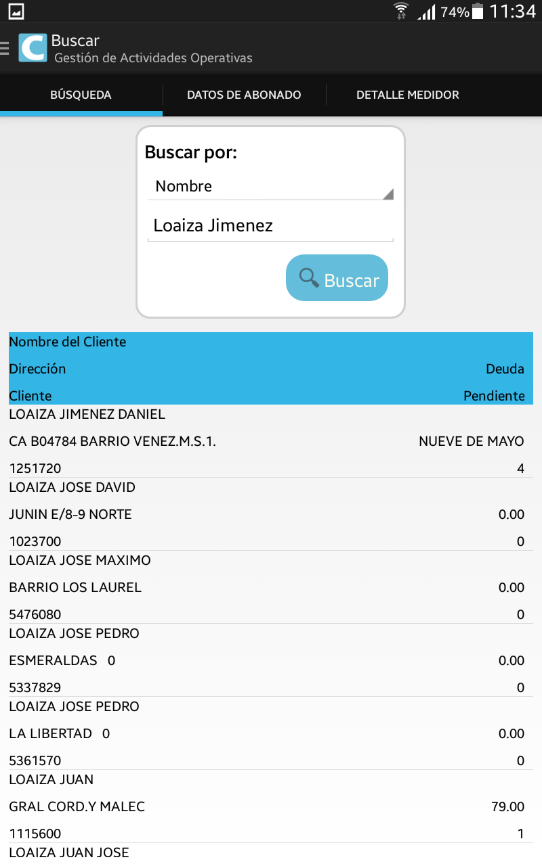 74% 11:34
Buscar
Gestión de Actividades Operativas
BÚSQUEDA DATOS DE ABONADO DETALLE MEDIDOR
Buscar por:
Nombre
Loaiza Jimenez
Buscar
Nombre del Cliente
Dirección Deuda
Cliente Pendiente
LOAIZA JIMENEZ DANIEL
CA B04784 BARRIO VENEZ.M.S.1. NUEVE DE MAYO
1251720 4
LOAIZA JOSE DAVID
JUNIN E/8-9 NORTE 0.00
1023700 0
LOAIZA JOSE MAXIMO
BARRIO LOS LAUREL 0.00
5476080 0
LOAIZA JOSE PEDRO
ESMERALDAS 0 0.00
5337829 0
LOAIZA JOSE PEDRO
LA LIBERTAD 0 0.00
5361570 0
LOAIZA JUAN
GRAL CORD.Y MALEC 79.00
1115600 1
LOAIZA JUAN JOSE